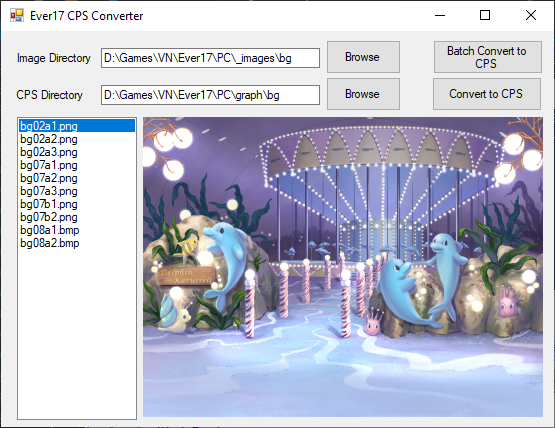 Ever17 CPS Converter
Image Directory
D:\Games\VN\Ever17\PC\_images\bg
Browse
Batch Convert to
CPS
CPS Directory
D:\Games\VN\Ever17\PC\graph\bg
Browse
Convert to CPS
bg02a1.png
bg02a2.png
bg02a3.png
bg07a1.png
bg07a2.png
bg07a3.png
bg07b1.png
bg07b2.png
bg08a1.bmp
bg08a2.bmp
Delphin
Karussell